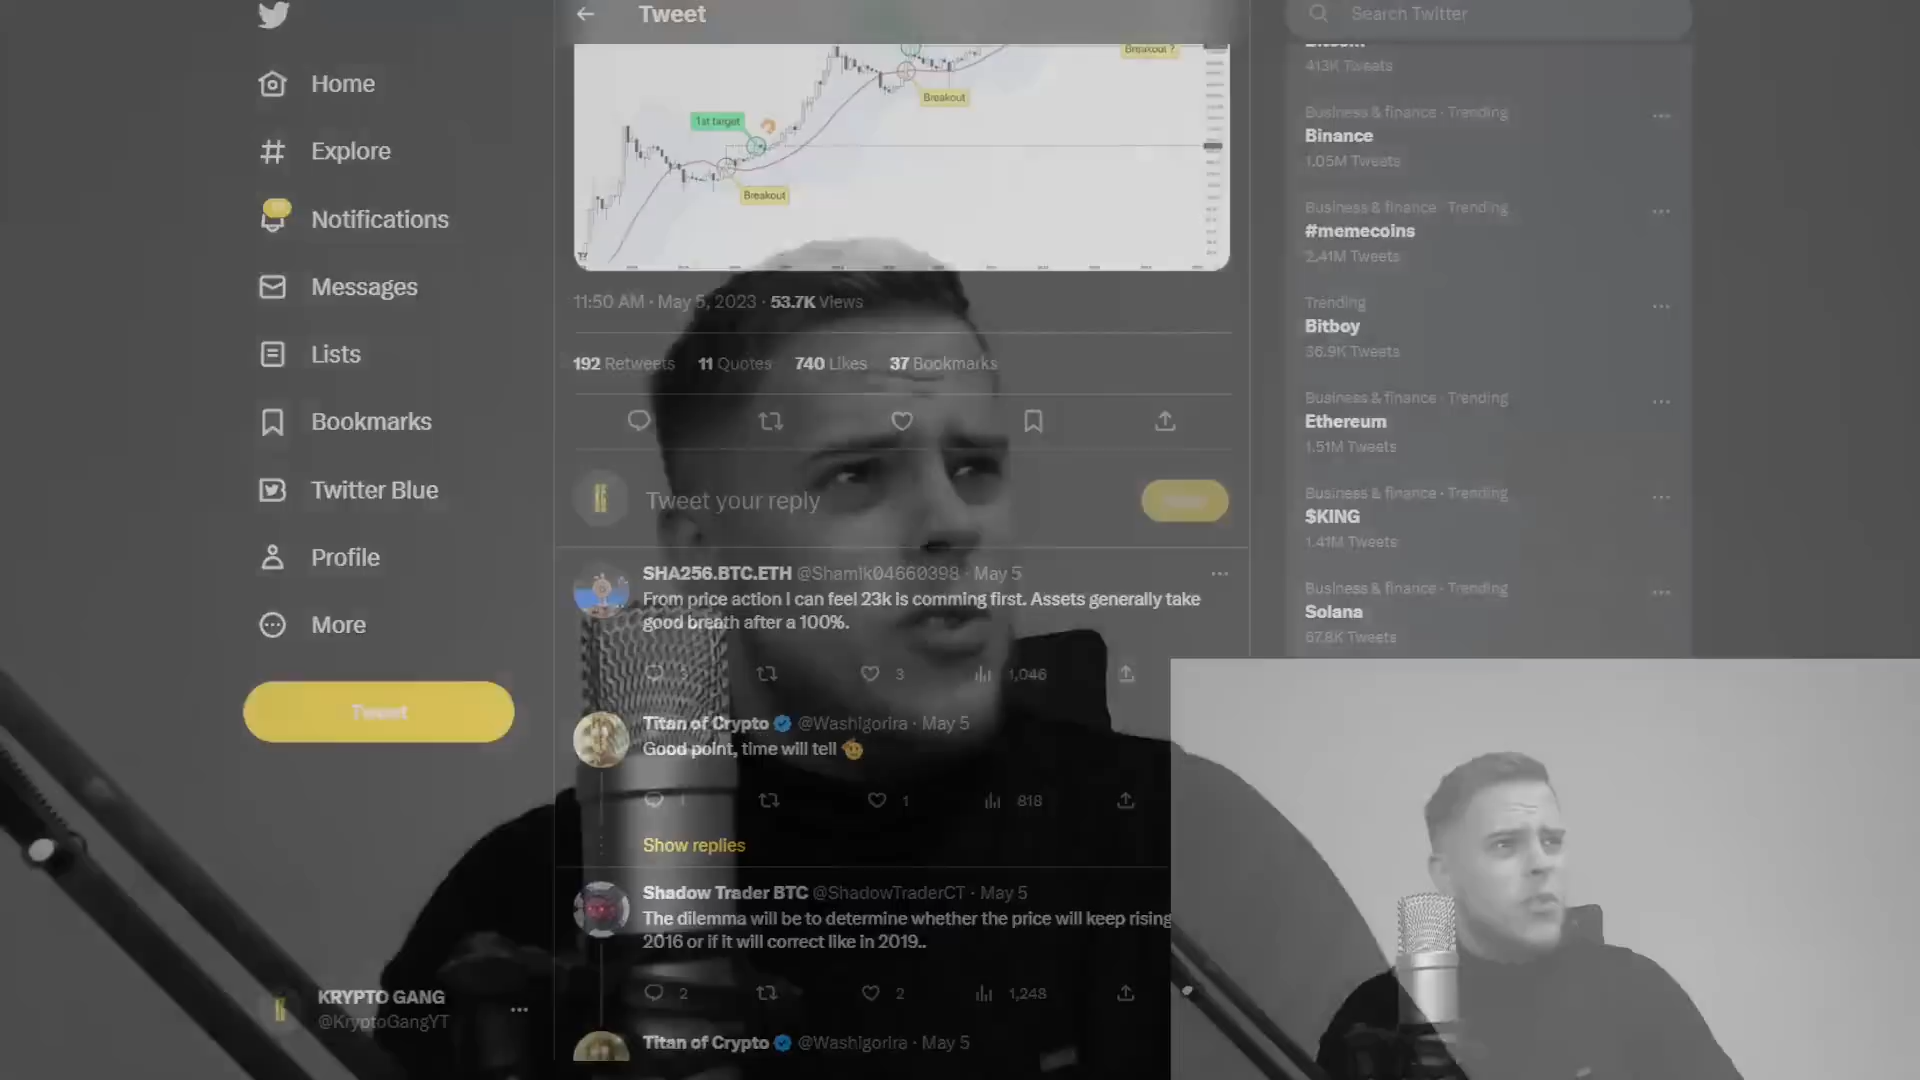 Home
Explore
Notifications
Messages
Lists
Bookmarks
Twitter Blue
Profile
More
Tweet
KRYPTO GANG
@KryptoGangYT
Tweet
Breakout ?
Breakout
1st target
Breakout
11:50 AM · May 5, 2023 · 53.7K Views
192 Retweets 11 Quotes 740 Likes 37 Bookmarks
Tweet your reply
SHA256.BTC.ETH @Shamik04660398 · May 5
From price action I can feel 23k is comming first. Assets generally take
good breath after a 100%.
3 3 1,046
Titan of Crypto @Washigorira · May 5
Good point, time will tell
1 1 818
Show replies
Shadow Trader BTC @ShadowTraderCT · May 5
The dilemma will be to determine whether the price will keep rising
2016 or if it will correct like in 2019..
2 2 1,248
Titan of Crypto @Washigorira · May 5
Search Twitter
413K Tweets
Business & finance · Trending
Binance
1.05M Tweets
Business & finance · Trending
#memecoins
2.41M Tweets
Trending
Bitboy
36.9K Tweets
Business & finance · Trending
Ethereum
1.51M Tweets
Business & finance · Trending
$KING
1.41M Tweets
Business & finance · Trending
Solana
67.8K Tweets